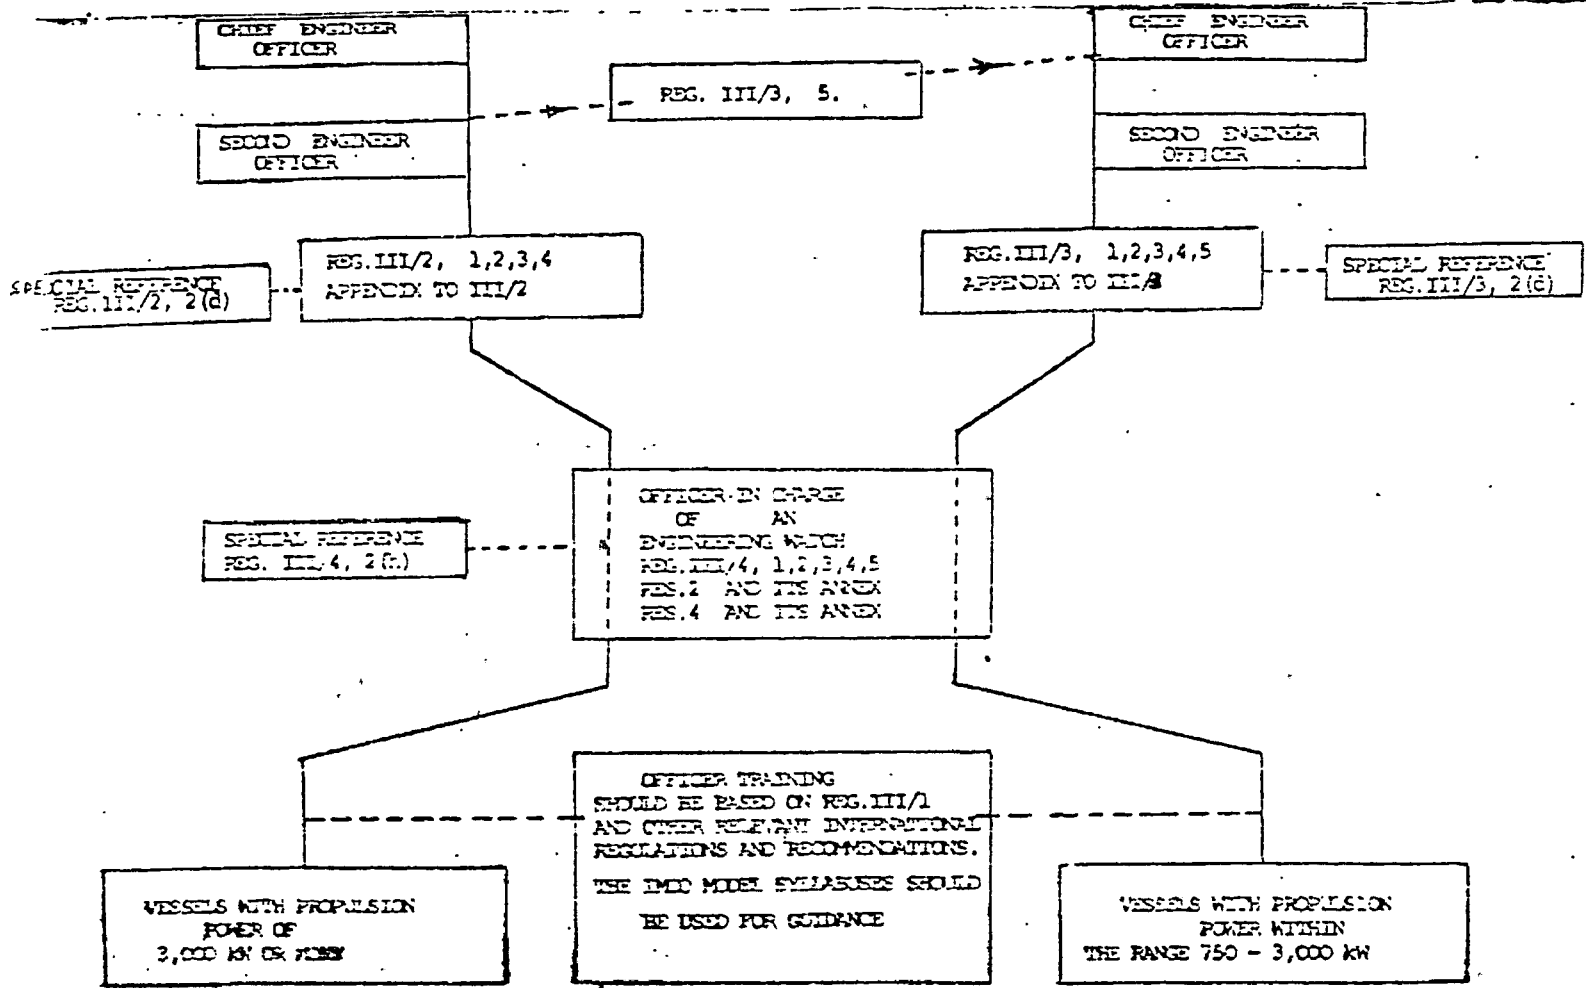 CHIEF ENGINEER
OFFICER
CHIEF ENGINEER
OFFICER
REG. III/3, 5.
SECOND ENGINEER
OFFICER
SECOND ENGINEER
OFFICER
REG.III/2, 1,2,3,4
APPENDIX TO III/2
REG.III/3, 1,2,3,4,5
APPENDIX TO III/3
SPECIAL REFERENCE
REG.III/2, 2(d)
SPECIAL REFERENCE
REG.III/3, 2(d)
OFFICER IN CHARGE
OF AN
ENGINEERING WATCH
REG.III/4, 1,2,3,4,5
RES.2 AND ITS ANNEX
RES.4 AND ITS ANNEX
SPECIAL REFERENCE
REG. III/4, 2(h)
OFFICER TRAINING
SHOULD BE BASED ON REG.III/1
AND OTHER RELEVANT INTERNATIONAL
REGULATIONS AND RECOMMENDATIONS.
THE IMCO MODEL SYLLABUSES SHOULD
BE USED FOR GUIDANCE
VESSELS WITH PROPULSION
POWER OF
3,000 KW OR MORE
VESSELS WITH PROPULSION
POWER WITHIN
THE RANGE 750 - 3,000 KW